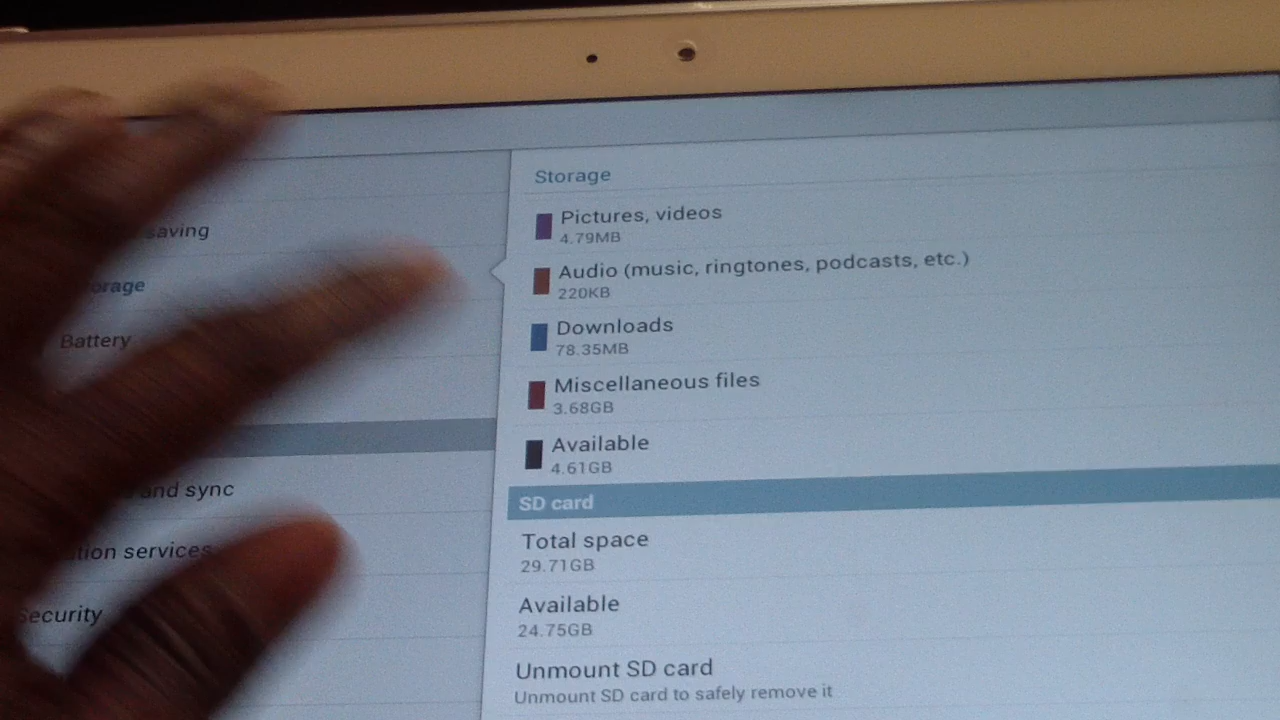 Storage
saving
Pictures, videos
4.79MB
Audio (music, ringtones, podcasts, etc.)
220KB
Battery
Downloads
78.35MB
Miscellaneous files
3.68GB
Available
4.61GB
and sync
SD card
Total space
29.71GB
services
Available
24.75GB
Security
Unmount SD card
Unmount SD card to safely remove it